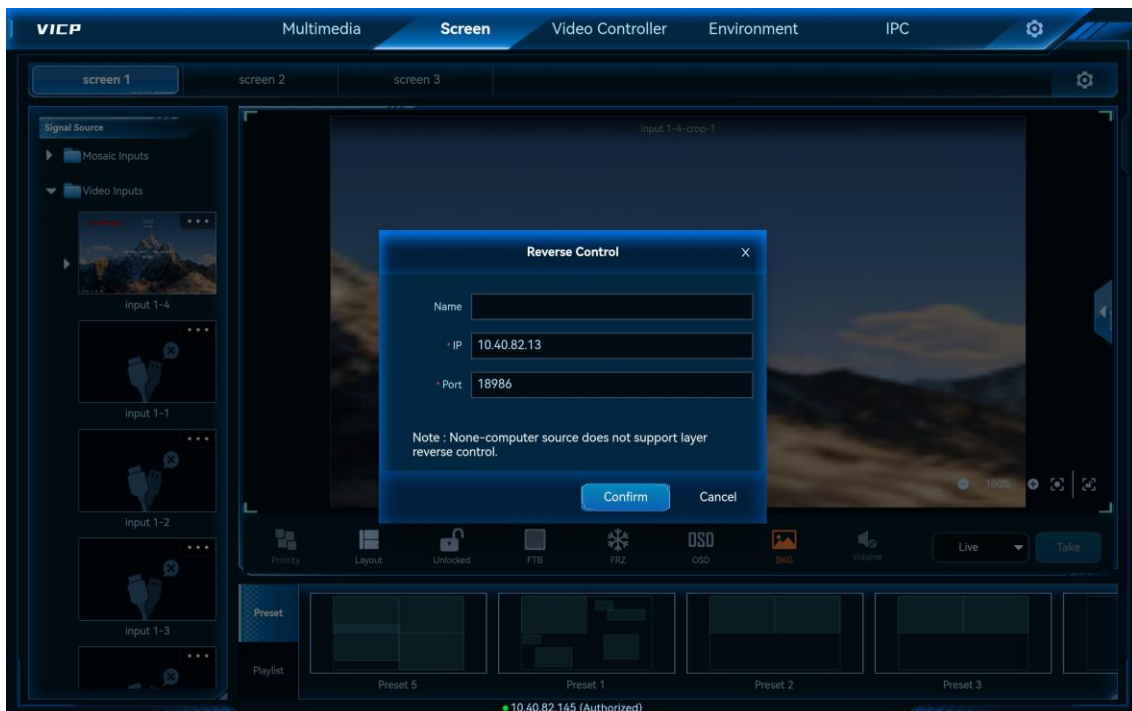 VICP
Multimedia
Screen
Video Controller
Environment
IPC
screen 1
screen 2
screen 3
Signal Source
Mosaic Inputs
Video Inputs
input 1-4
input 1-1
input 1-2
input 1-3
input 1-4-crop-1
Reverse Control
X
Name
* IP
10.40.82.13
* Port
18986
Note : None-computer source does not support layer
reverse control.
Confirm
Cancel
100%
Priority
Layout
Unlocked
FTB
FRZ
OSD
OSD
BKG
Volume
Live
Take
Preset
Playlist
Preset 5
Preset 1
Preset 2
Preset 3
10.40.82.145 (Authorized)